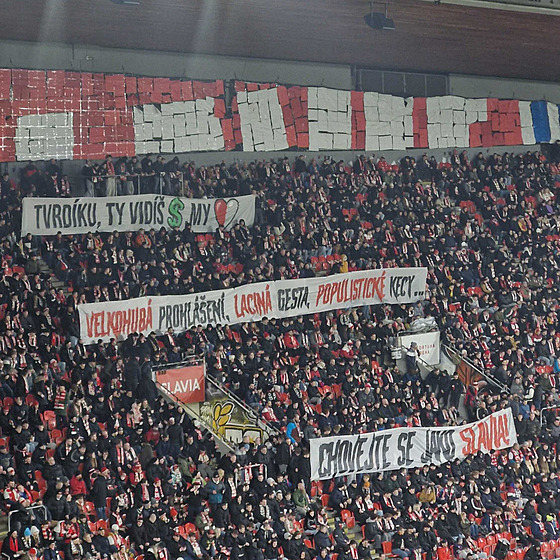 TVRDÍKU, TY VIDÍŠ $, MY
VELKOHUBÁ PROHLÁŠENÍ, LACINÁ GESTA, POPULISTICKÉ KECY...
SLAVIA
CHOVEJTE SE JAKO SLAVIA!